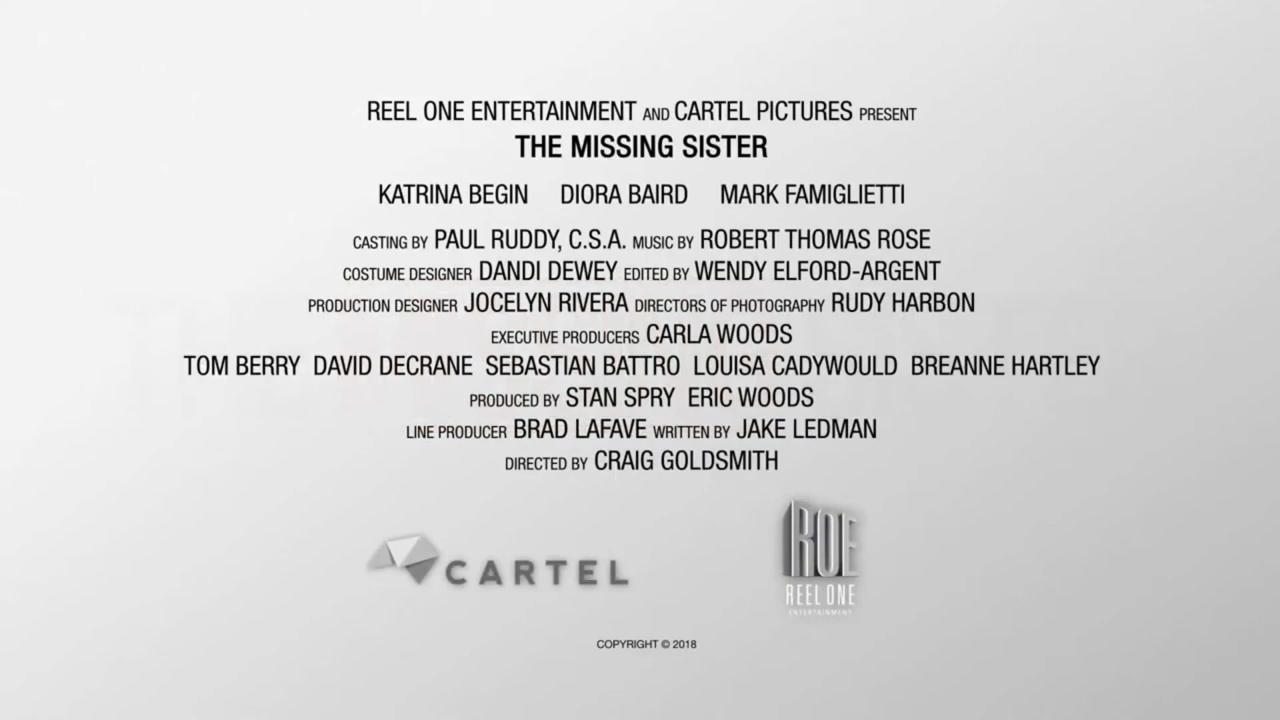 REEL ONE ENTERTAINMENT AND CARTEL PICTURES PRESENT
THE MISSING SISTER
KATRINA BEGIN DIORA BAIRD MARK FAMIGLIETTI
CASTING BY PAUL RUDDY, C.S.A. MUSIC BY ROBERT THOMAS ROSE
COSTUME DESIGNER DANDI DEWEY EDITED BY WENDY ELFORD-ARGENT
PRODUCTION DESIGNER JOCELYN RIVERA DIRECTORS OF PHOTOGRAPHY RUDY HARBON
EXECUTIVE PRODUCERS CARLA WOODS
TOM BERRY DAVID DECRANE SEBASTIAN BATTRO LOUISA CADYWOULD BREANNE HARTLEY
PRODUCED BY STAN SPRY ERIC WOODS
LINE PRODUCER BRAD LAFAVE WRITTEN BY JAKE LEDMAN
DIRECTED BY CRAIG GOLDSMITH
CARTEL
ROE
REEL ONE
ENTERTAINMENT
COPYRIGHT © 2018